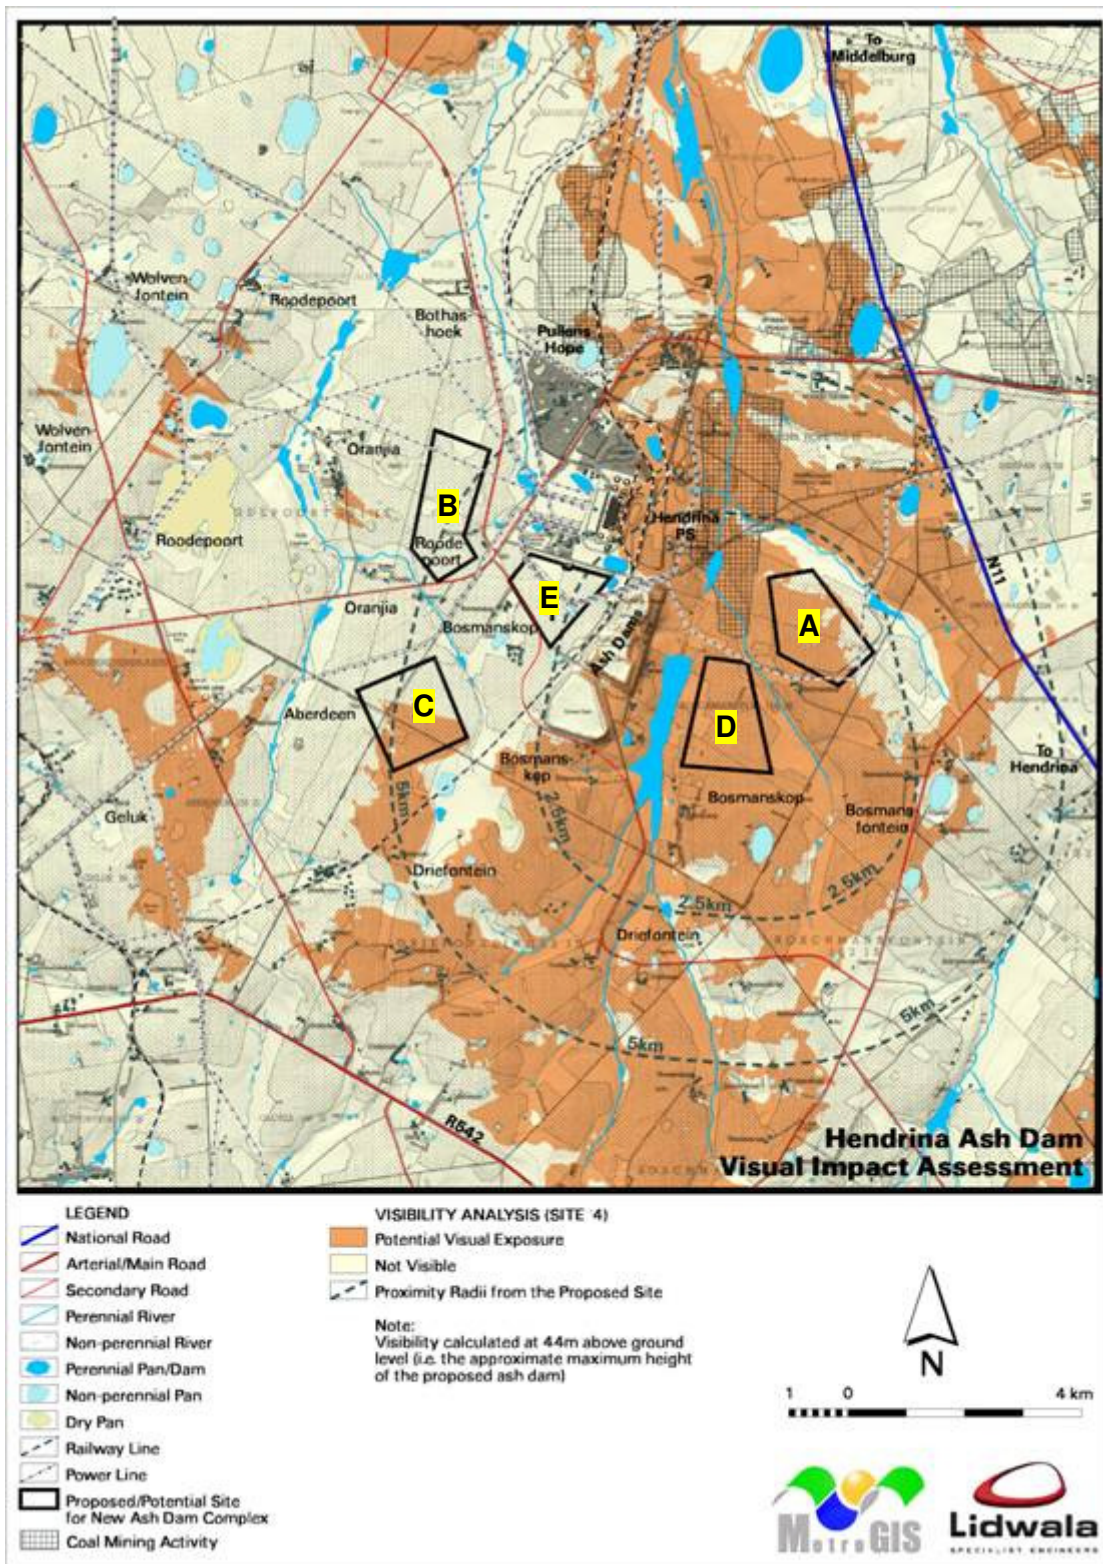 To
Middelburg
Wolven-
fontein
Roodepoort
Bothas-
hoek
Pullens
Hope
Wolven-
fontein
Oranjia
B
Roodepoort
Roode
poort
Hendrina
PS
N11
E
Oranjia
Bosmanskop
A
Ash Dams
C
Aberdeen
D
Bosmans-
kop
To
Hendrina
5km
2.5km
Bosmanskop
Bosmans
fontein
Geluk
Driefontein
2.5km
2.5km
Driefontein
5km
5km
R542
Hendrina Ash Dam
Visual Impact Assessment
LEGEND
National Road
Arterial/Main Road
Secondary Road
Perennial River
Non-perennial River
Perennial Pan/Dam
Non-perennial Pan
Dry Pan
Railway Line
Power Line
Proposed/Potential Site
for New Ash Dam Complex
Coal Mining Activity
VISIBILITY ANALYSIS (SITE 4)
Potential Visual Exposure
Not Visible
Proximity Radii from the Proposed Site
Note:
Visibility calculated at 44m above ground
level (i.e. the approximate maximum height
of the proposed ash dam)
N
1 0 4 km
MetroGIS
Lidwala
SPECIALIST ENGINEERS